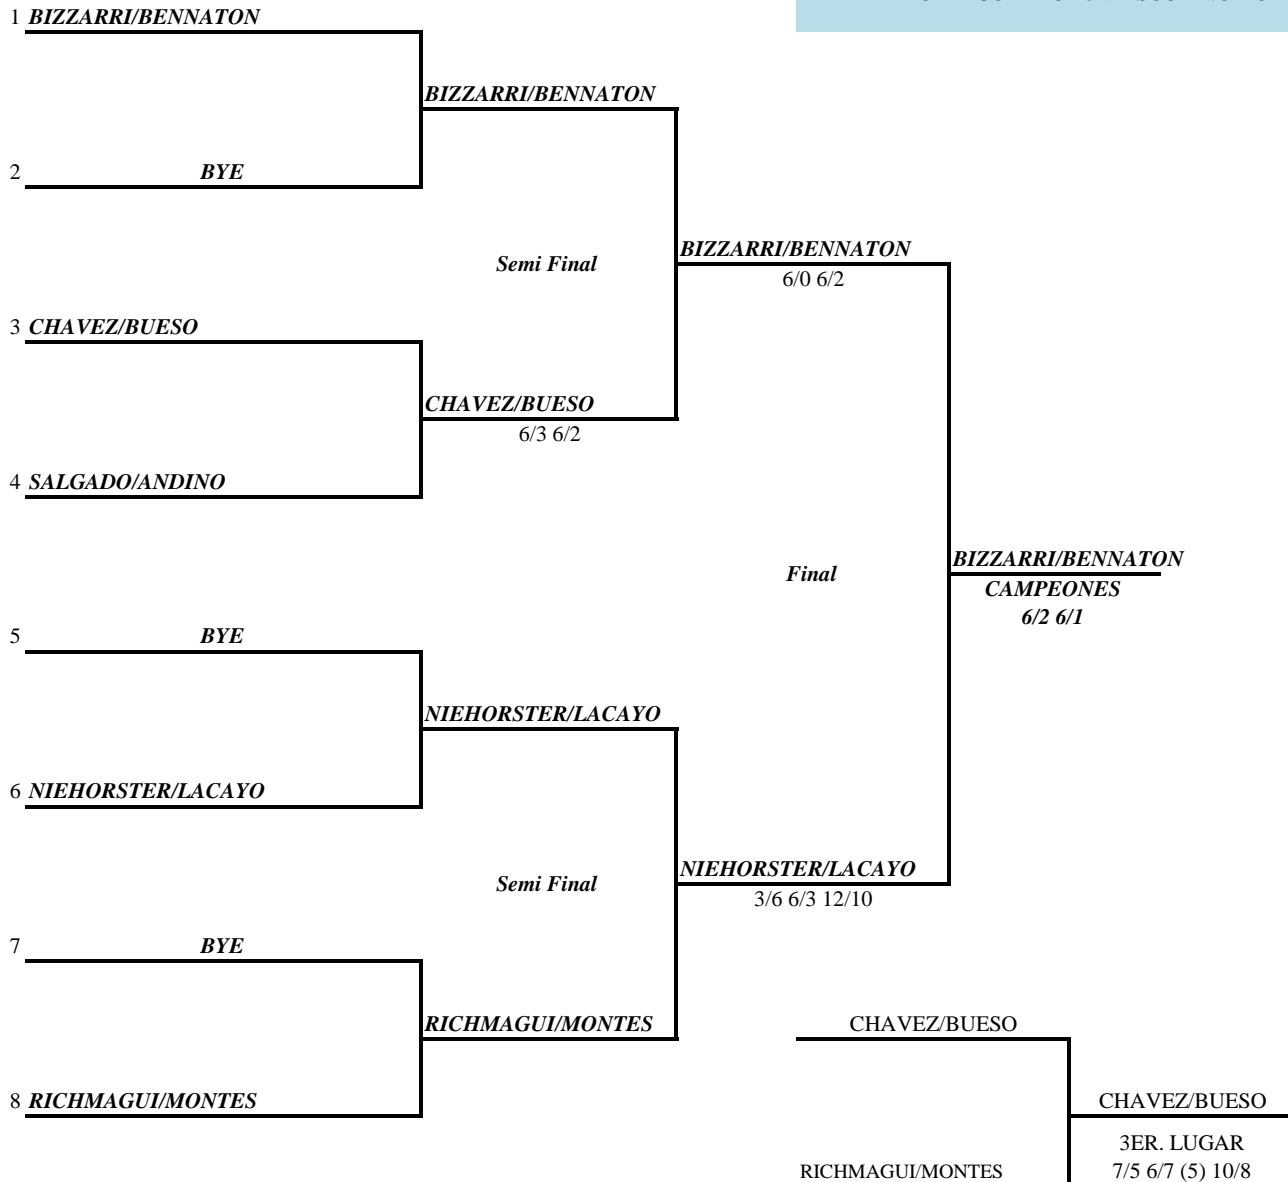 1 BIZZARRI/BENNATON
BIZZARRI/BENNATON
2 BYE
Semi Final
BIZZARRI/BENNATON
6/0 6/2
3 CHAVEZ/BUESO
CHAVEZ/BUESO
6/3 6/2
4 SALGADO/ANDINO
Final
BIZZARRI/BENNATON
CAMPEONES
6/2 6/1
5 BYE
NIEHORSTER/LACAYO
6 NIEHORSTER/LACAYO
Semi Final
NIEHORSTER/LACAYO
3/6 6/3 12/10
7 BYE
RICHMAGUI/MONTES
8 RICHMAGUI/MONTES
CHAVEZ/BUESO
CHAVEZ/BUESO
3ER. LUGAR
7/5 6/7 (5) 10/8
RICHMAGUI/MONTES